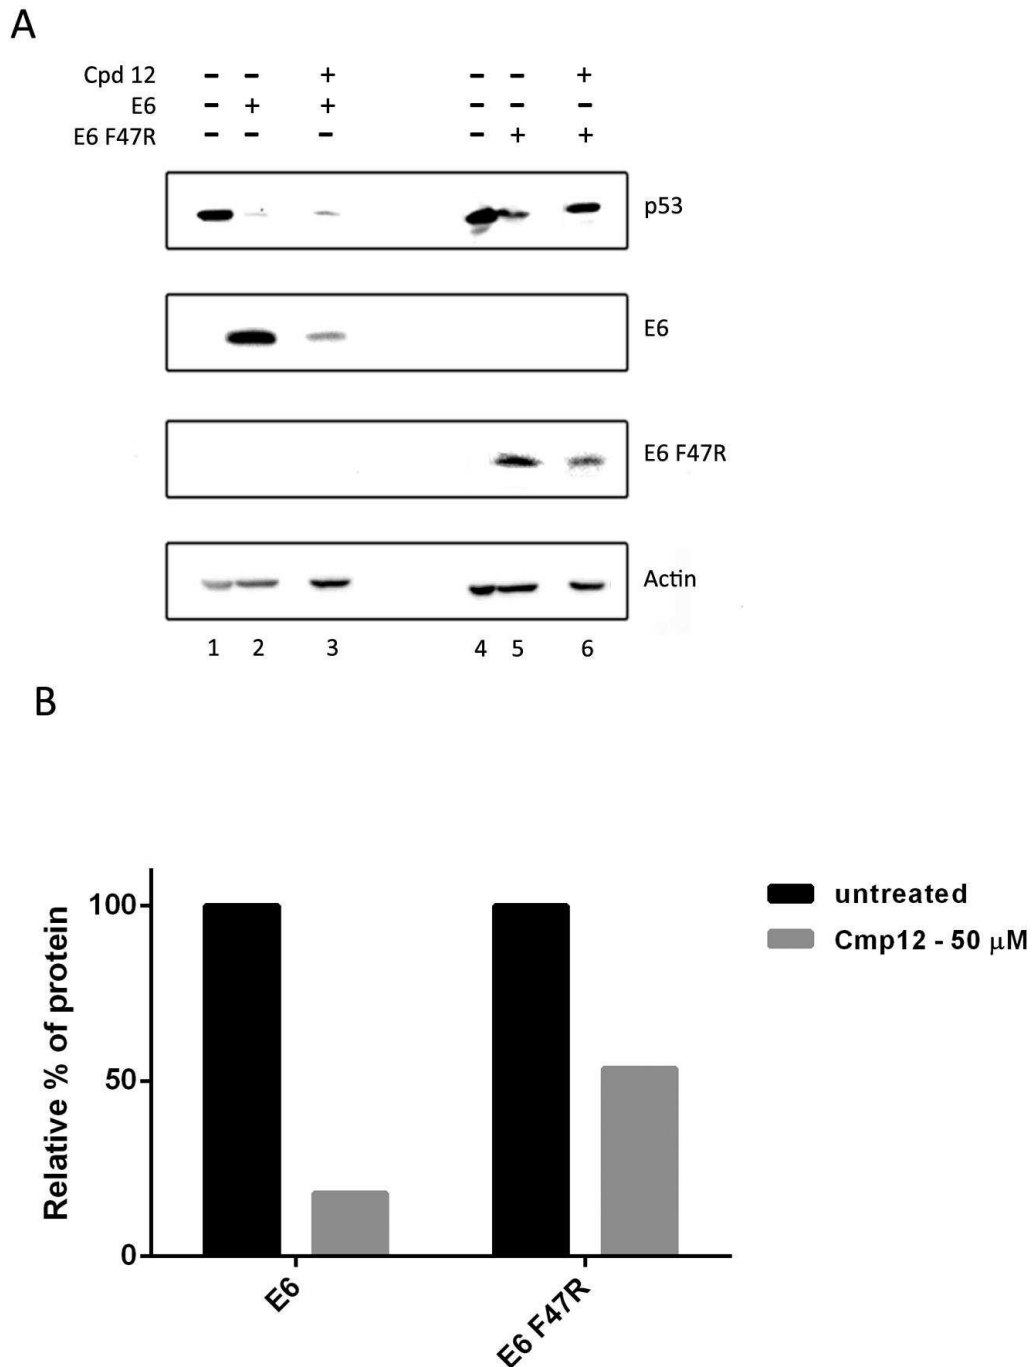 A
Cpd 12 - - + - - +
E6 - + + - - -
E6 F47R - - - - + +
p53
E6
E6 F47R
Actin
1 2 3 4 5 6
B
Relative % of protein
100
50
0
E6
E6 F47R
untreated
Cmp12 - 50 μM